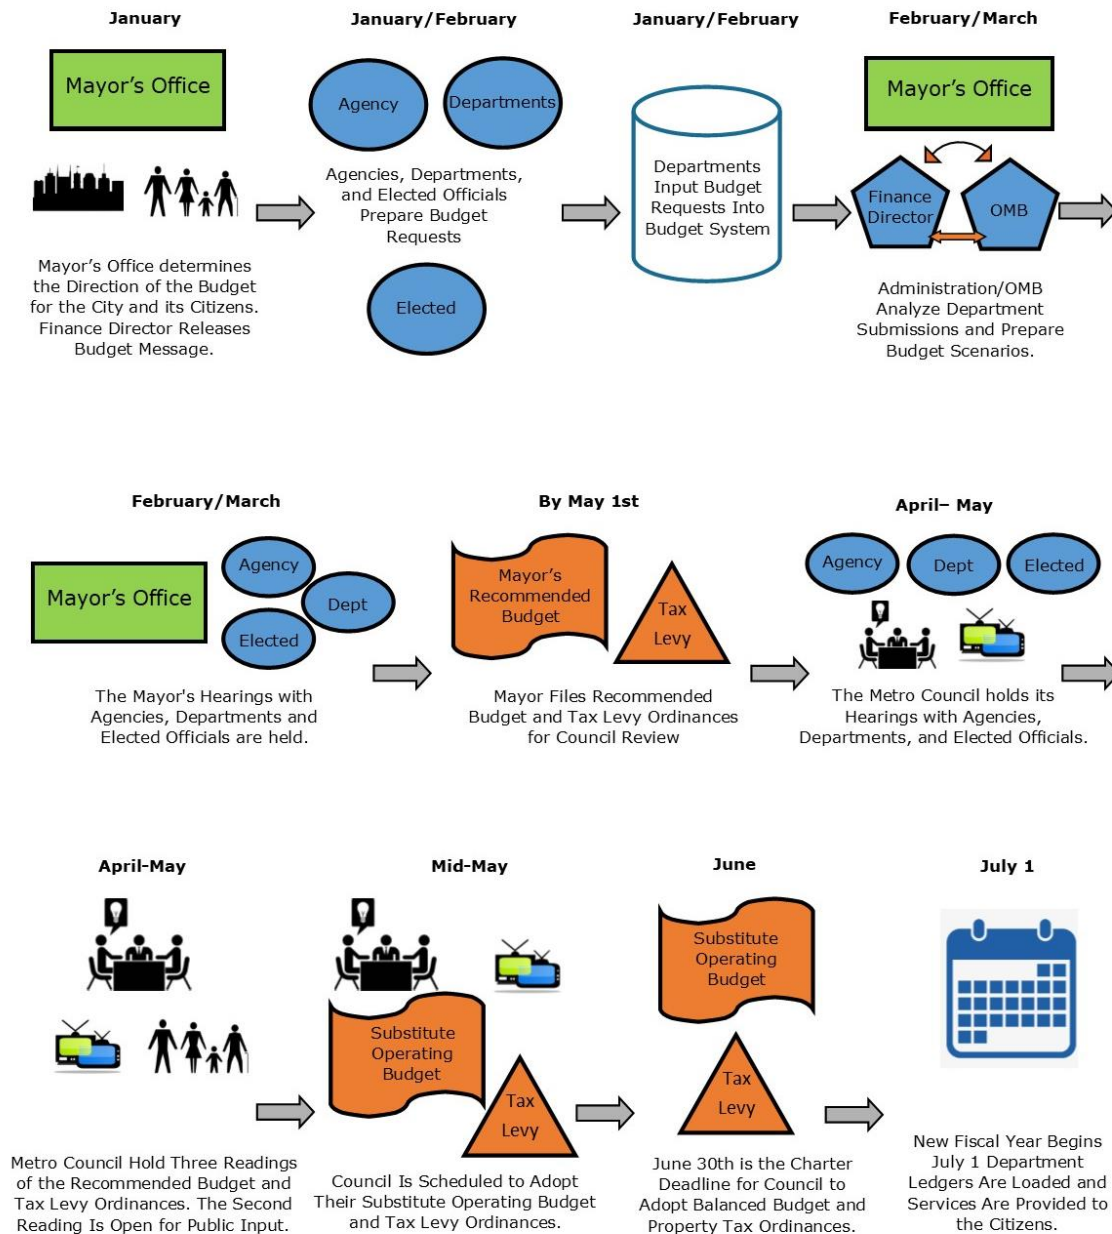 January
Mayor's Office
Mayor's Office determines
the Direction of the Budget
for the City and its Citizens.
Finance Director Releases
Budget Message.
January/February
Agency
Departments
Agencies, Departments,
and Elected Officials
Prepare Budget
Requests
Elected
January/February
Departments
Input Budget
Requests Into
Budget System
February/March
Mayor's Office
Finance
Director
OMB
Administration/OMB
Analyze Department
Submissions and Prepare
Budget Scenarios.
February/March
Mayor's Office
Agency
Dept
Elected
The Mayor's Hearings with
Agencies, Departments and
Elected Officials are held.
By May 1st
Mayor's
Recommended
Budget
Tax
Levy
Mayor Files Recommended
Budget and Tax Levy Ordinances
for Council Review
April– May
Agency
Dept
Elected
The Metro Council holds its
Hearings with Agencies,
Departments, and Elected Officials.
April-May
Metro Council Hold Three Readings
of the Recommended Budget and
Tax Levy Ordinances. The Second
Reading Is Open for Public Input.
Mid-May
Substitute
Operating
Budget
Tax
Levy
Council Is Scheduled to Adopt
Their Substitute Operating Budget
and Tax Levy Ordinances.
June
Substitute
Operating
Budget
Tax
Levy
June 30th is the Charter
Deadline for Council to
Adopt Balanced Budget and
Property Tax Ordinances.
July 1
New Fiscal Year Begins
July 1 Department
Ledgers Are Loaded and
Services Are Provided to
the Citizens.